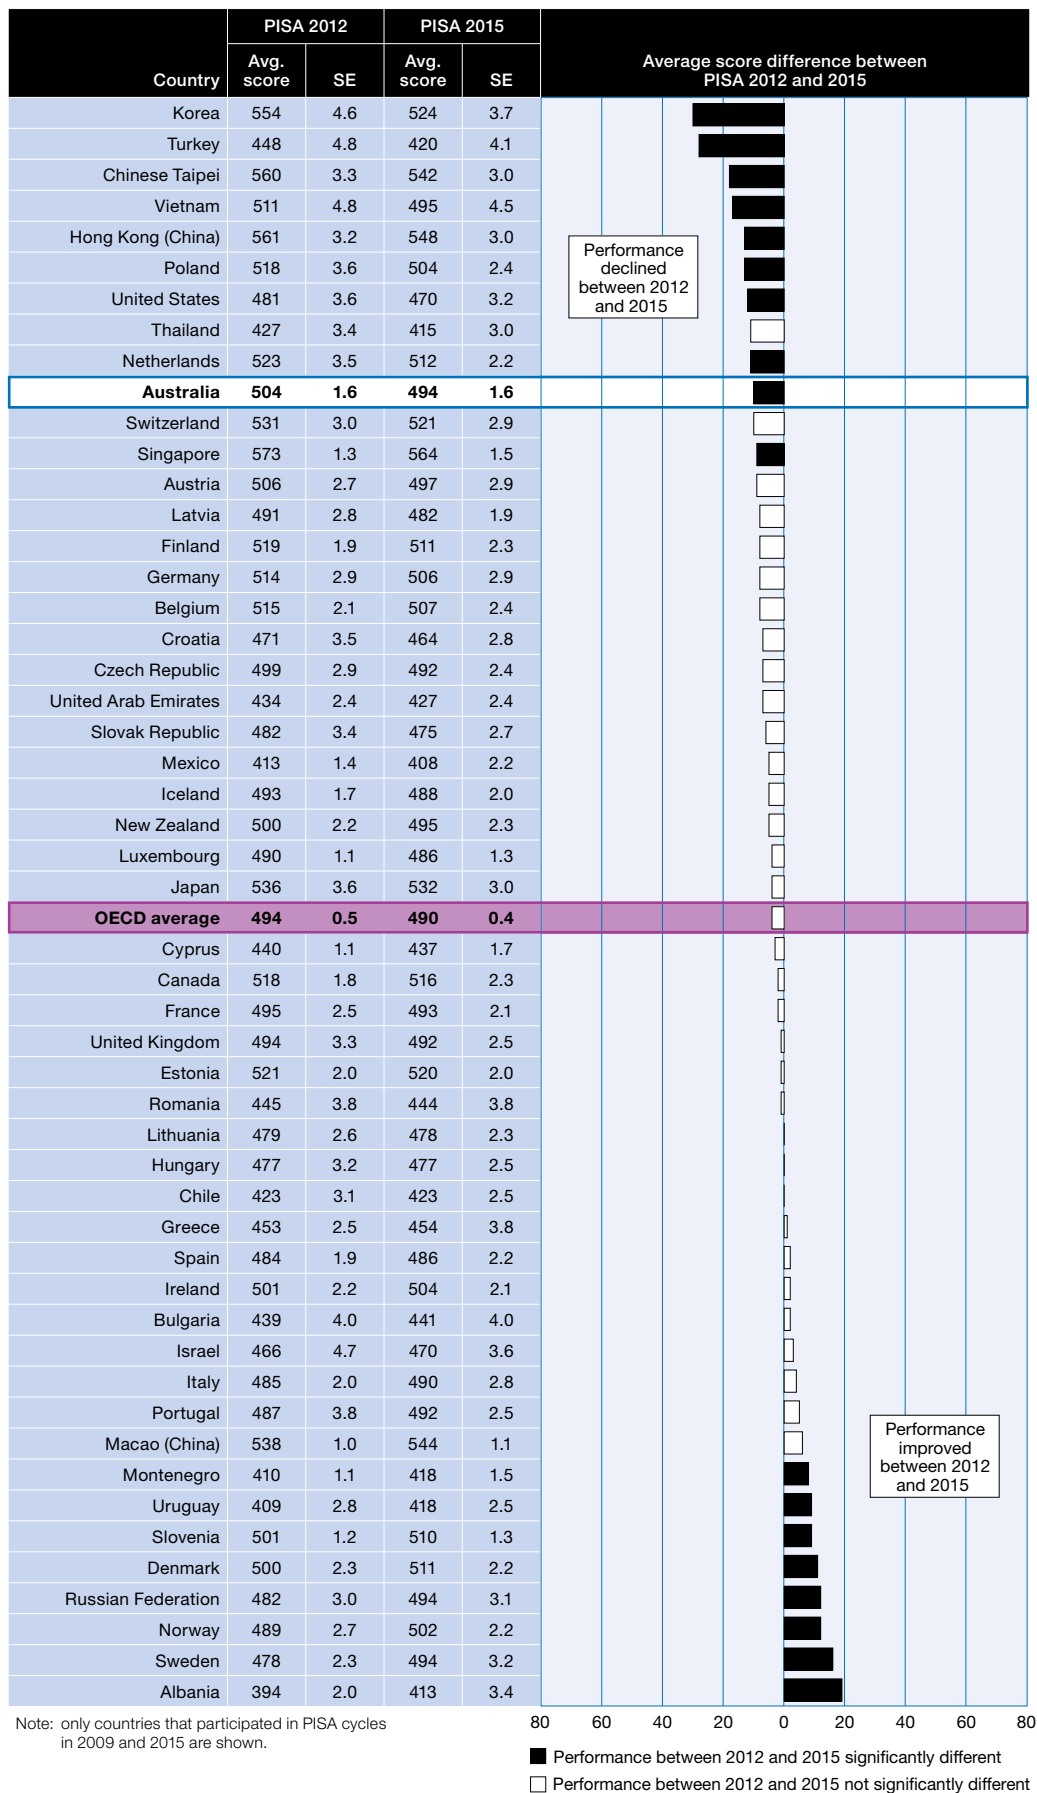 PISA 2012 PISA 2015
Country Avg. score SE Avg. score SE Average score difference between PISA 2012 and 2015
Korea 554 4.6 524 3.7
Turkey 448 4.8 420 4.1
Chinese Taipei 560 3.3 542 3.0
Vietnam 511 4.8 495 4.5
Hong Kong (China) 561 3.2 548 3.0
Poland 518 3.6 504 2.4
United States 481 3.6 470 3.2
Performance
declined
between 2012
and 2015
Thailand 427 3.4 415 3.0
Netherlands 523 3.5 512 2.2
Australia 504 1.6 494 1.6
Switzerland 531 3.0 521 2.9
Singapore 573 1.3 564 1.5
Austria 506 2.7 497 2.9
Latvia 491 2.8 482 1.9
Finland 519 1.9 511 2.3
Germany 514 2.9 506 2.9
Belgium 515 2.1 507 2.4
Croatia 471 3.5 464 2.8
Czech Republic 499 2.9 492 2.4
United Arab Emirates 434 2.4 427 2.4
Slovak Republic 482 3.4 475 2.7
Mexico 413 1.4 408 2.2
Iceland 493 1.7 488 2.0
New Zealand 500 2.2 495 2.3
Luxembourg 490 1.1 486 1.3
Japan 536 3.6 532 3.0
OECD average 494 0.5 490 0.4
Cyprus 440 1.1 437 1.7
Canada 518 1.8 516 2.3
France 495 2.5 493 2.1
United Kingdom 494 3.3 492 2.5
Estonia 521 2.0 520 2.0
Romania 445 3.8 444 3.8
Lithuania 479 2.6 478 2.3
Hungary 477 3.2 477 2.5
Chile 423 3.1 423 2.5
Greece 453 2.5 454 3.8
Spain 484 1.9 486 2.2
Ireland 501 2.2 504 2.1
Bulgaria 439 4.0 441 4.0
Israel 466 4.7 470 3.6
Italy 485 2.0 490 2.8
Portugal 487 3.8 492 2.5
Macao (China) 538 1.0 544 1.1
Performance
improved
between 2012
and 2015
Montenegro 410 1.1 418 1.5
Uruguay 409 2.8 418 2.5
Slovenia 501 1.2 510 1.3
Denmark 500 2.3 511 2.2
Russian Federation 482 3.0 494 3.1
Norway 489 2.7 502 2.2
Sweden 478 2.3 494 3.2
Albania 394 2.0 413 3.4
80 60 40 20 0 20 40 60 80
Note: only countries that participated in PISA cycles
in 2009 and 2015 are shown.
Performance between 2012 and 2015 significantly different
Performance between 2012 and 2015 not significantly different